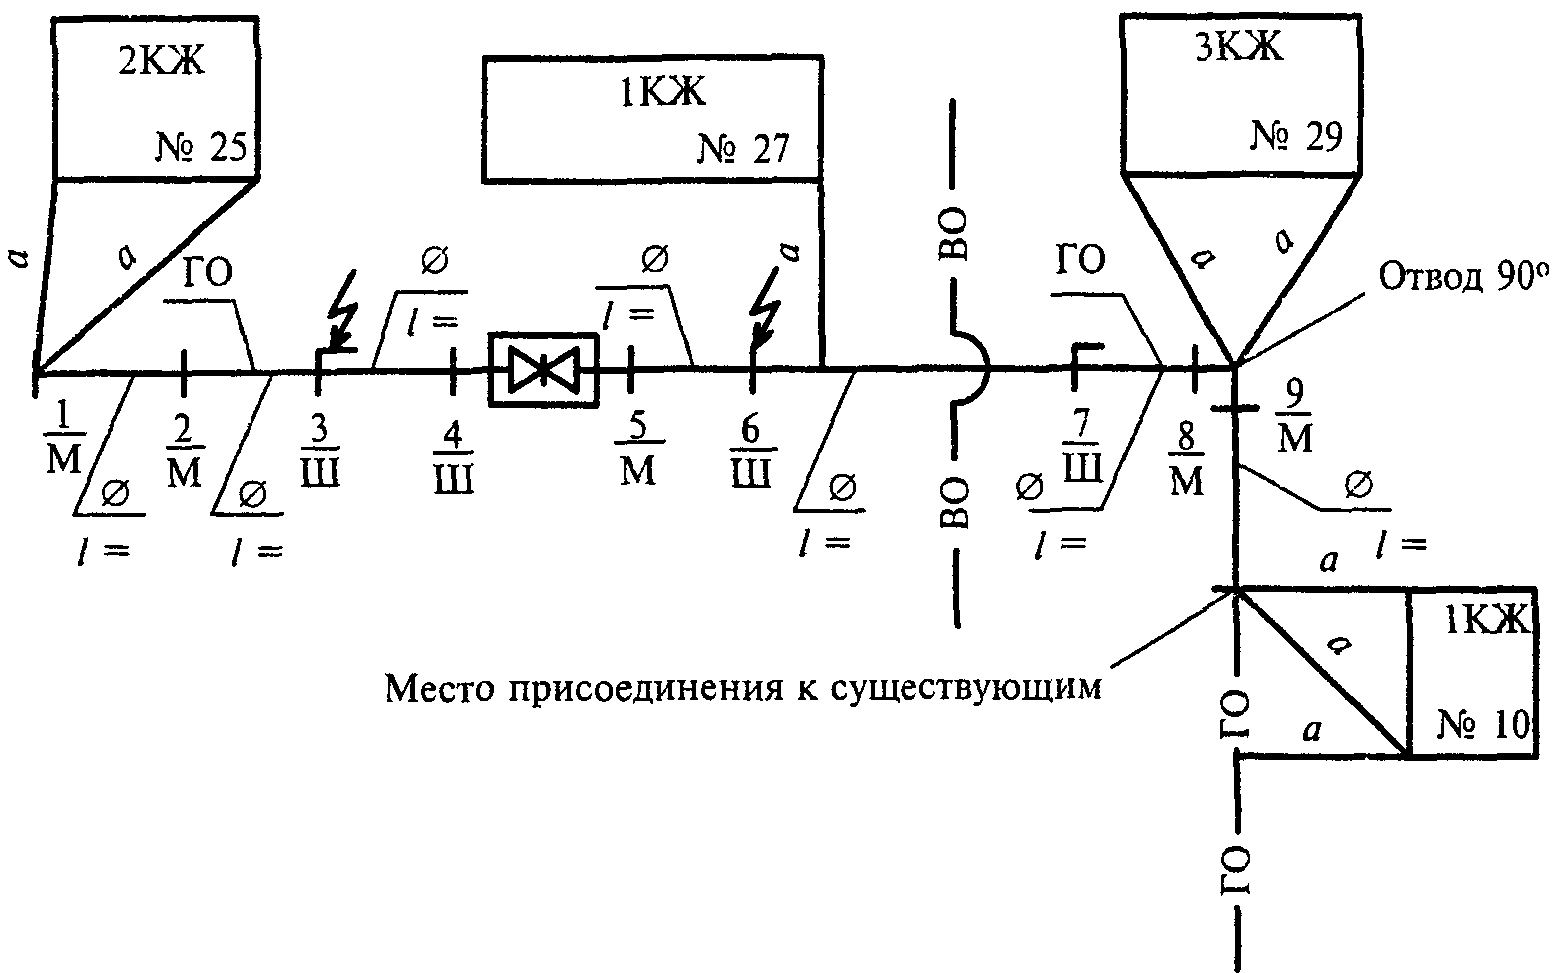 2КЖ
№ 25
1КЖ
№ 27
3КЖ
№ 29
а
а
ГО
∅
l =
∅
l =
а
ВО
ГО
а
а
Отвод 90°
1
М
2
М
3
Ш
4
Ш
5
М
6
Ш
7
Ш
8
М
9
М
∅
l =
∅
l =
∅
l =
ВО
∅
l =
∅
l =
а
1КЖ
а
№ 10
а
Место присоединения к существующим
ГО
ГО